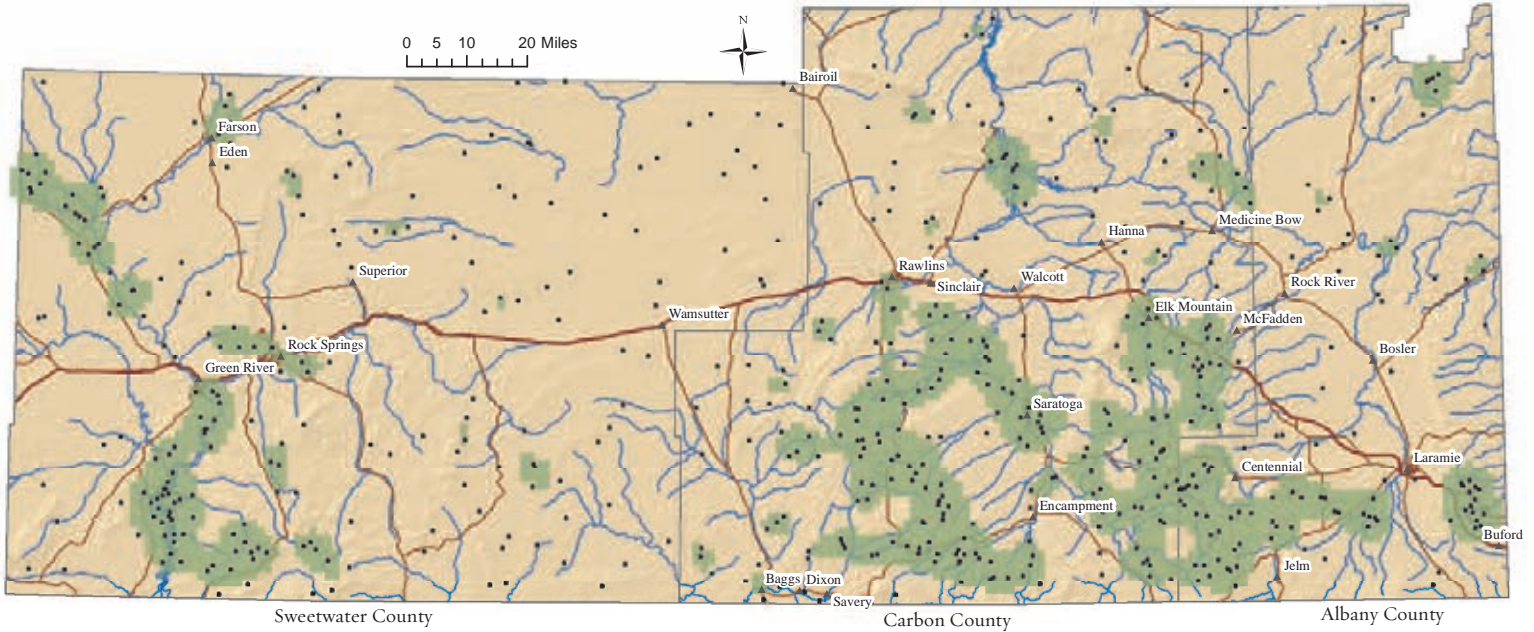 N
0 5 10 20 Miles
Bairoil
Farson
Eden
Medicine Bow
Hanna
Rawlins
Superior
Walcott
Sinclair
Rock River
Elk Mountain
Wamsutter
McFadden
Rock Springs
Bosler
Green River
Saratoga
Laramie
Centennial
Encampment
Buford
Jelm
Baggs
Dixon
Savery
Sweetwater County
Carbon County
Albany County